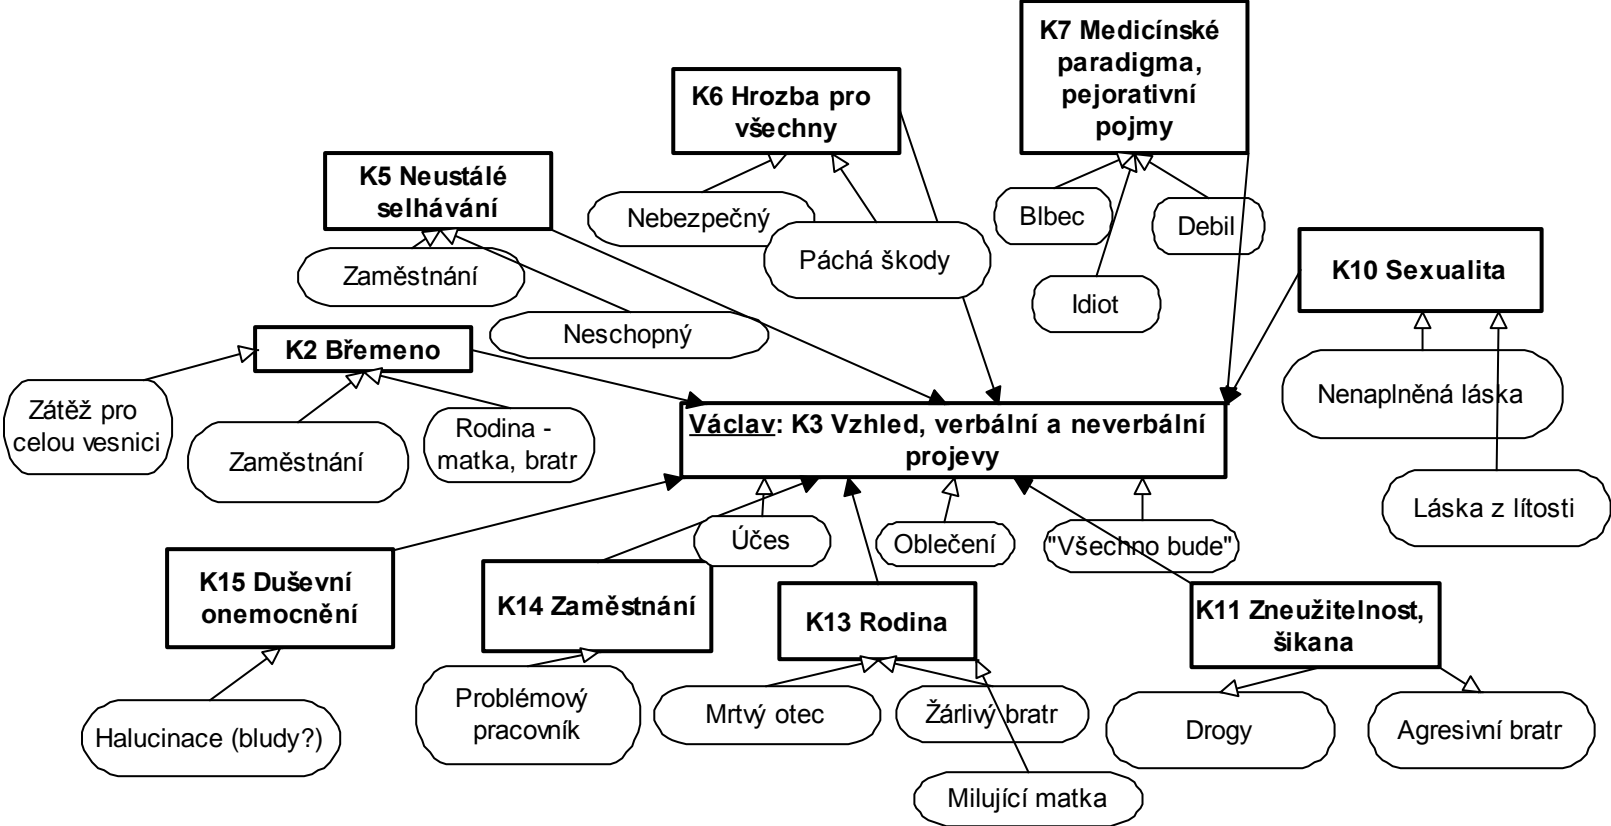 K7 Medicínské
paradigma,
pejorativní
pojmy
K6 Hrozba pro
všechny
K5 Neustálé
selhávání
Nebezpečný
Blbec
Debil
Páchá škody
Zaměstnání
Idiot
K10 Sexualita
Neschopný
K2 Břemeno
Nenaplněná láska
Zátěž pro
celou vesnici
Zaměstnání
Rodina -
matka, bratr
Václav: K3 Vzhled, verbální a neverbální
projevy
Láska z lítosti
Účes
Oblečení
"Všechno bude"
K15 Duševní
onemocnění
K14 Zaměstnání
K13 Rodina
K11 Zneužitelnost,
šikana
Halucinace (bludy?)
Problémový
pracovník
Mrtvý otec
Žárlivý bratr
Drogy
Agresivní bratr
Milující matka